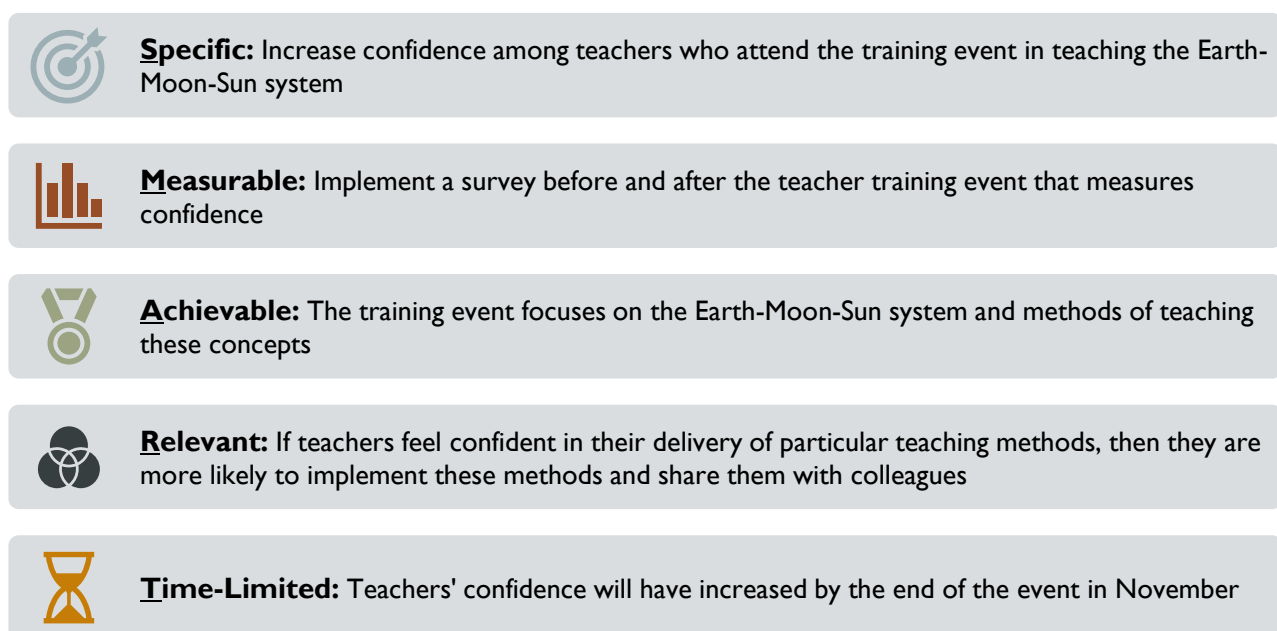 Specific: Increase confidence among teachers who attend the training event in teaching the Earth-
Moon-Sun system
Measurable: Implement a survey before and after the teacher training event that measures
confidence
Achievable: The training event focuses on the Earth-Moon-Sun system and methods of teaching
these concepts
Relevant: If teachers feel confident in their delivery of particular teaching methods, then they are
more likely to implement these methods and share them with colleagues
Time-Limited: Teachers' confidence will have increased by the end of the event in November